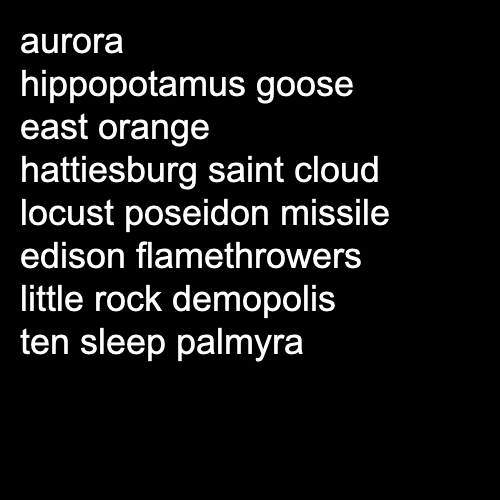 aurora
hippopotamus goose
east orange
hattiesburg saint cloud
locust poseidon missile
edison flamethrowers
little rock demopolis
ten sleep palmyra